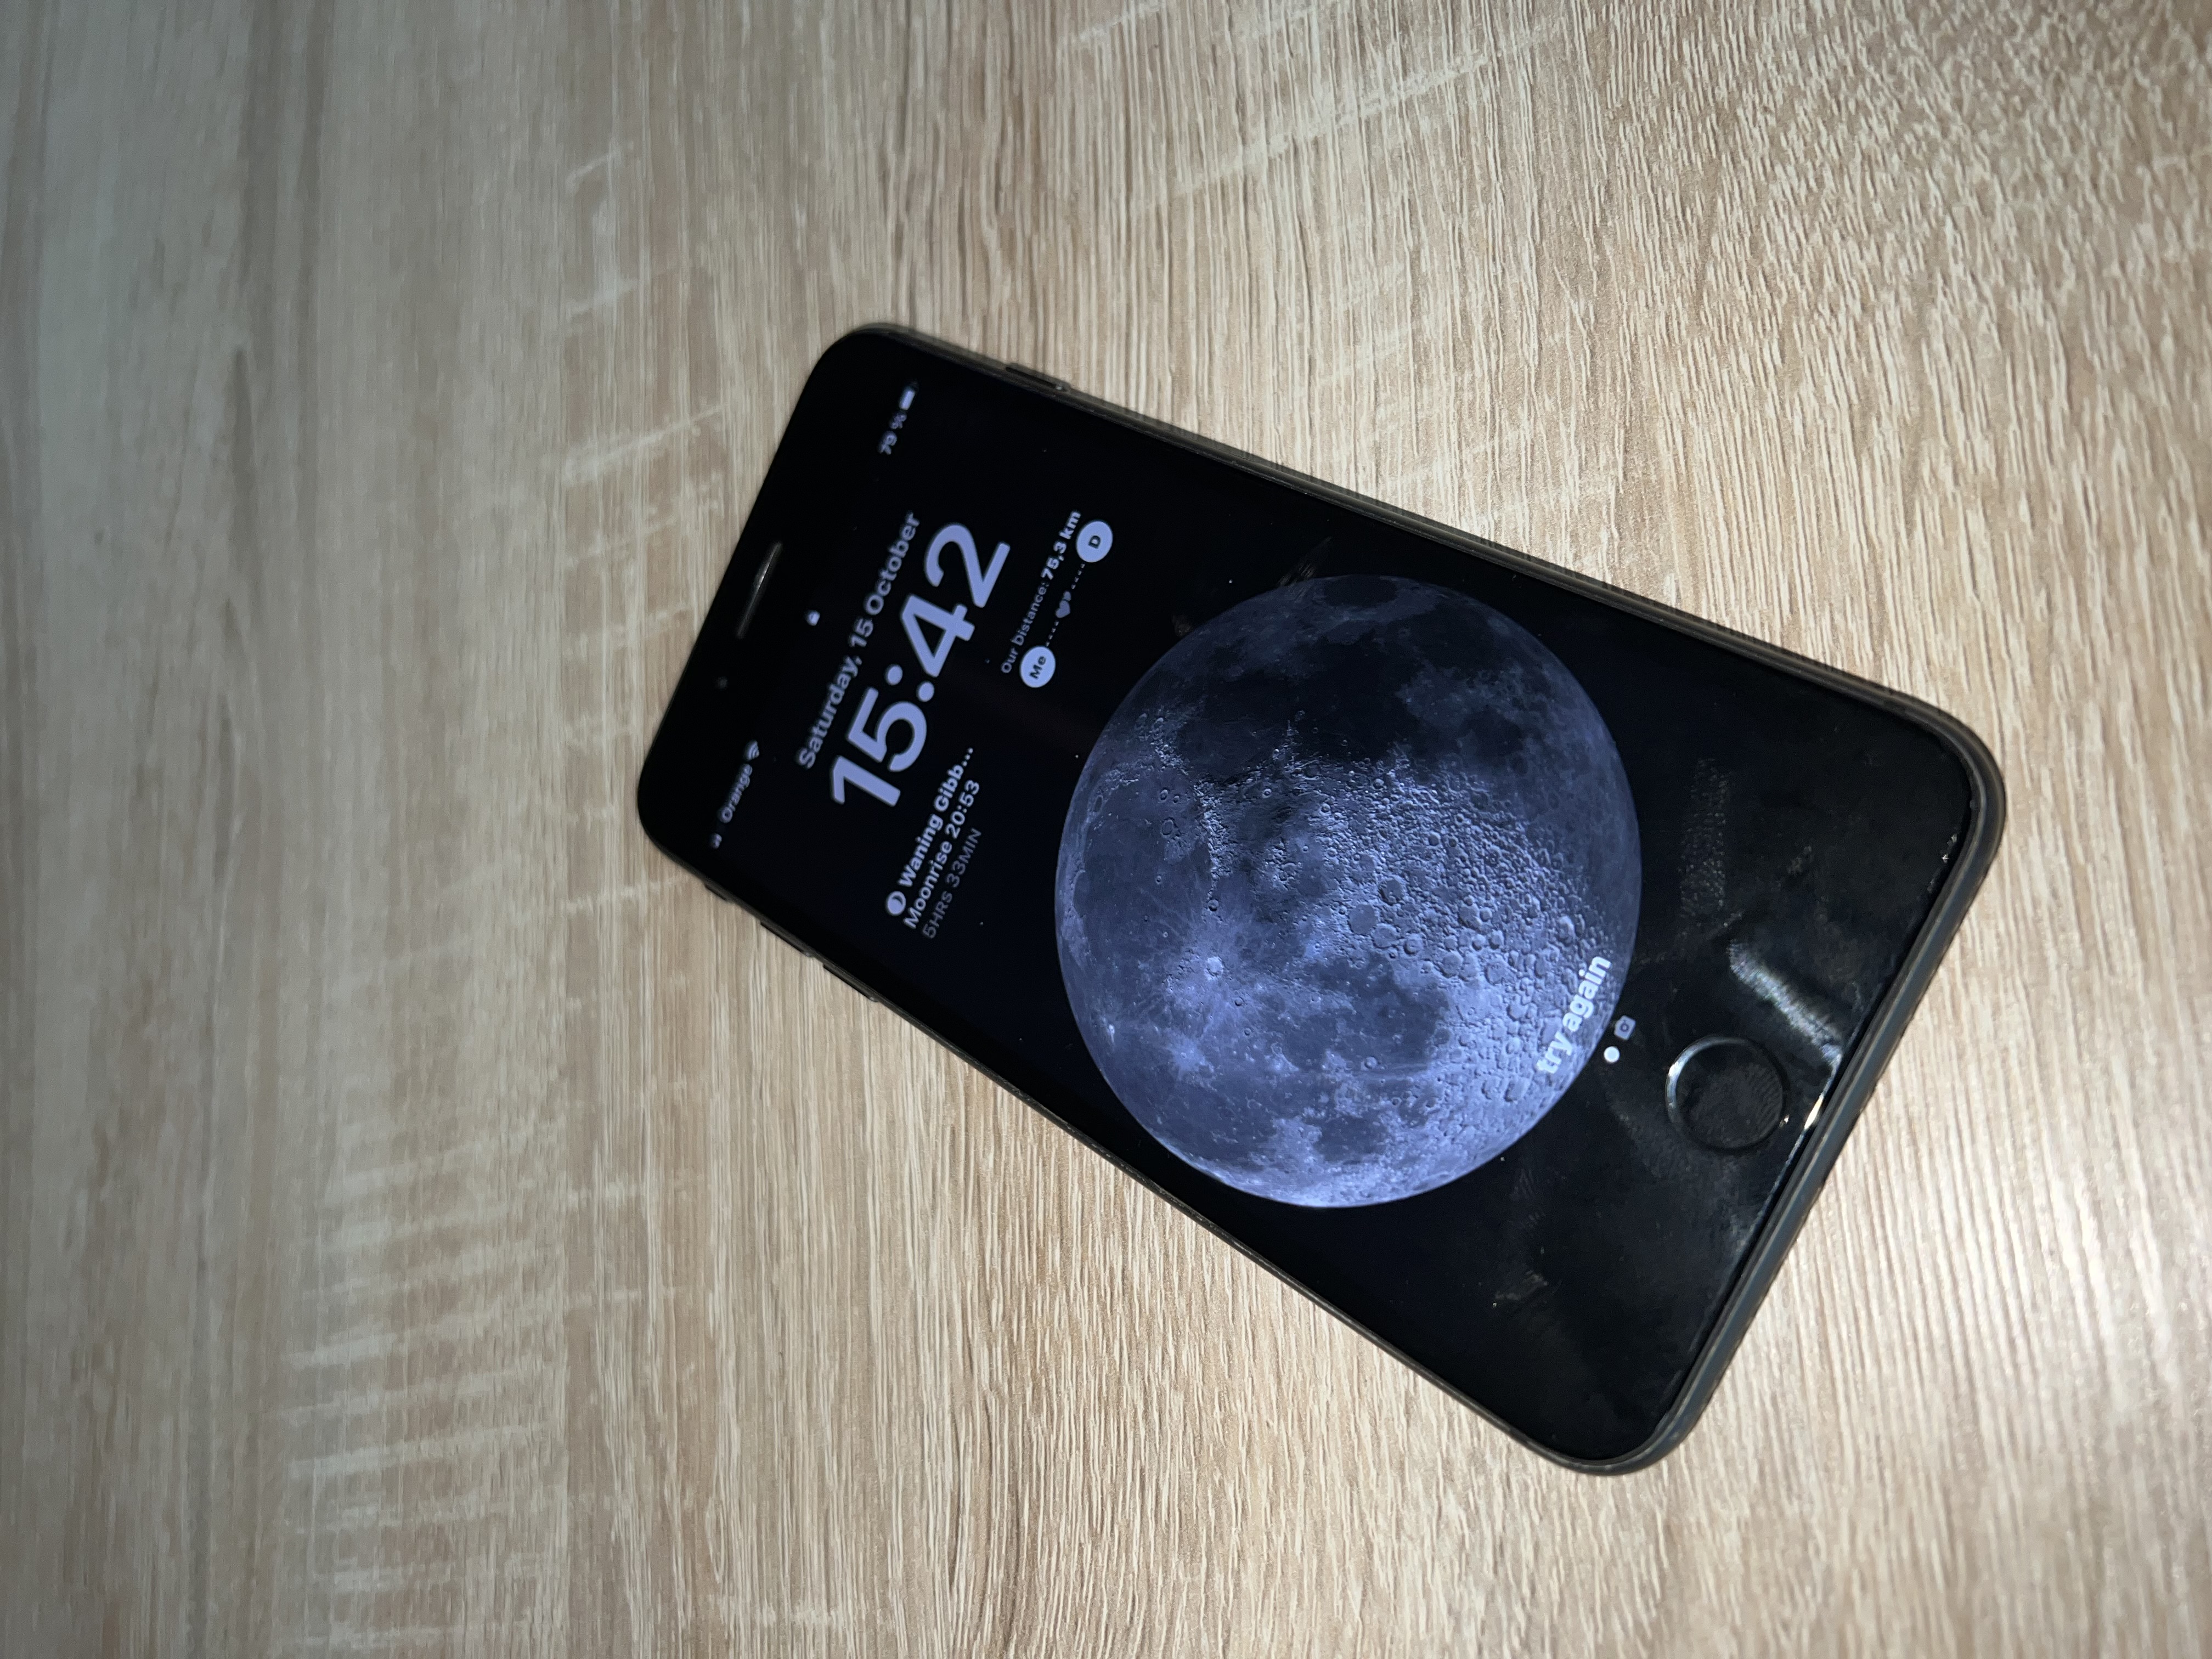 Orange
79 %
Saturday, 15 October
15:42
Waning Gibb...
Moonrise 20:53
5HRS 33MIN
Our Distance: 75,3 km
Me
D
try again